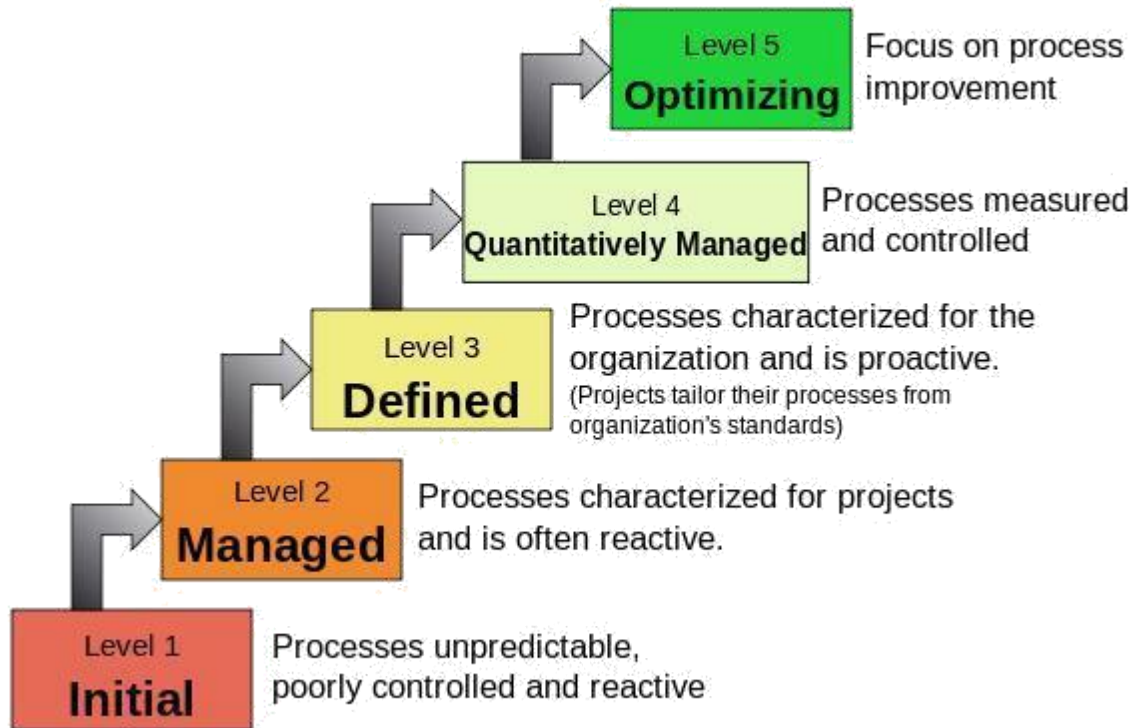 Level 5
Optimizing
Focus on process
improvement
Level 4
Quantitatively Managed
Processes measured
and controlled
Level 3
Defined
Processes characterized for the
organization and is proactive.
(Projects tailor their processes from
organization's standards)
Level 2
Managed
Processes characterized for projects
and is often reactive.
Level 1
Initial
Processes unpredictable,
poorly controlled and reactive